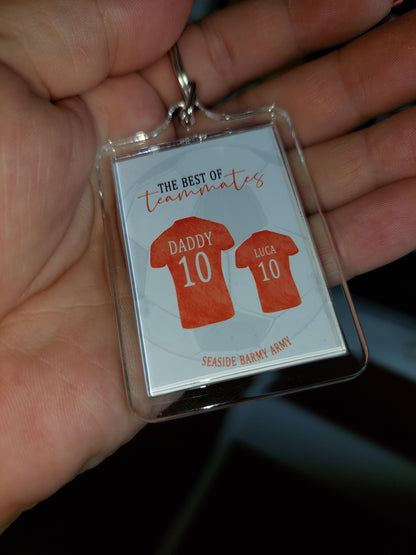 THE BEST OF
teammates
DADDY
10
LUCA
10
SEASIDE BARMY ARMY